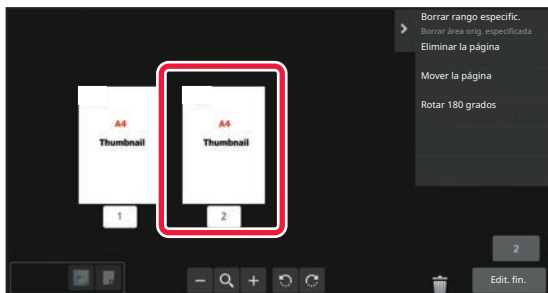 Borrar rango especific.
Borrar área orig. especificada
Eliminar la página
Mover la página
Rotar 180 grados
A4
Thumbnail
A4
Thumbnail
1
2
2
Edit. fin.